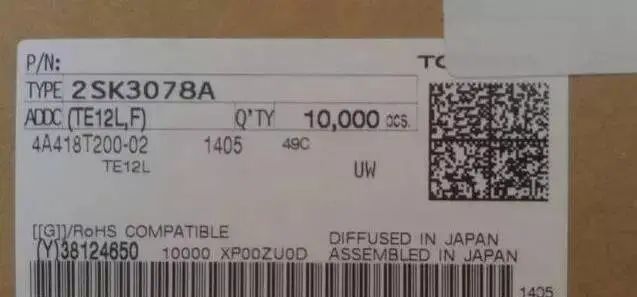 P/N:
TYPE 2SK3078A
ADDC (TE12L,F) Q'TY 10,000 pcs.
4A418T200-02 1405 49C
TE12L UW
[[G]]/RoHS COMPATIBLE
(Y)38124650 10000 XP00ZU0D
DIFFUSED IN JAPAN
ASSEMBLED IN JAPAN
1405